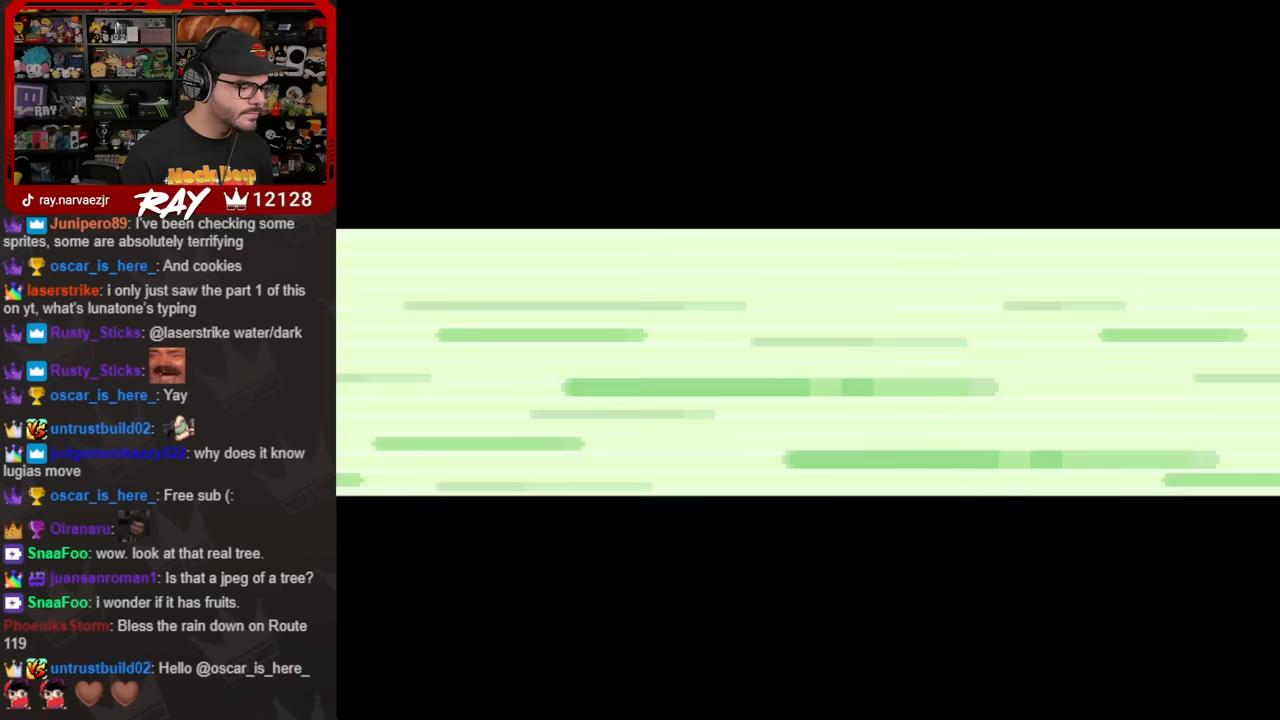 RAY
ray.narvaezjr
RAY
12128
Neck Deep
Junipero89: I've been checking some
sprites, some are absolutely terrifying
oscar_is_here_: And cookies
laserstrike: i only just saw the part 1 of this
on yt, what's lunatone's typing
Rusty_Sticks: @laserstrike water/dark
Rusty_Sticks:
oscar_is_here_: Yay
untrustbuild02:
why does it know
lugias move
oscar_is_here_: Free sub (:
Oiranaru:
SnaaFoo: wow. look at that real tree.
juansanroman1: Is that a jpeg of a tree?
SnaaFoo: i wonder if it has fruits.
PhoeniksStorm: Bless the rain down on Route
119
untrustbuild02: Hello @oscar_is_here_